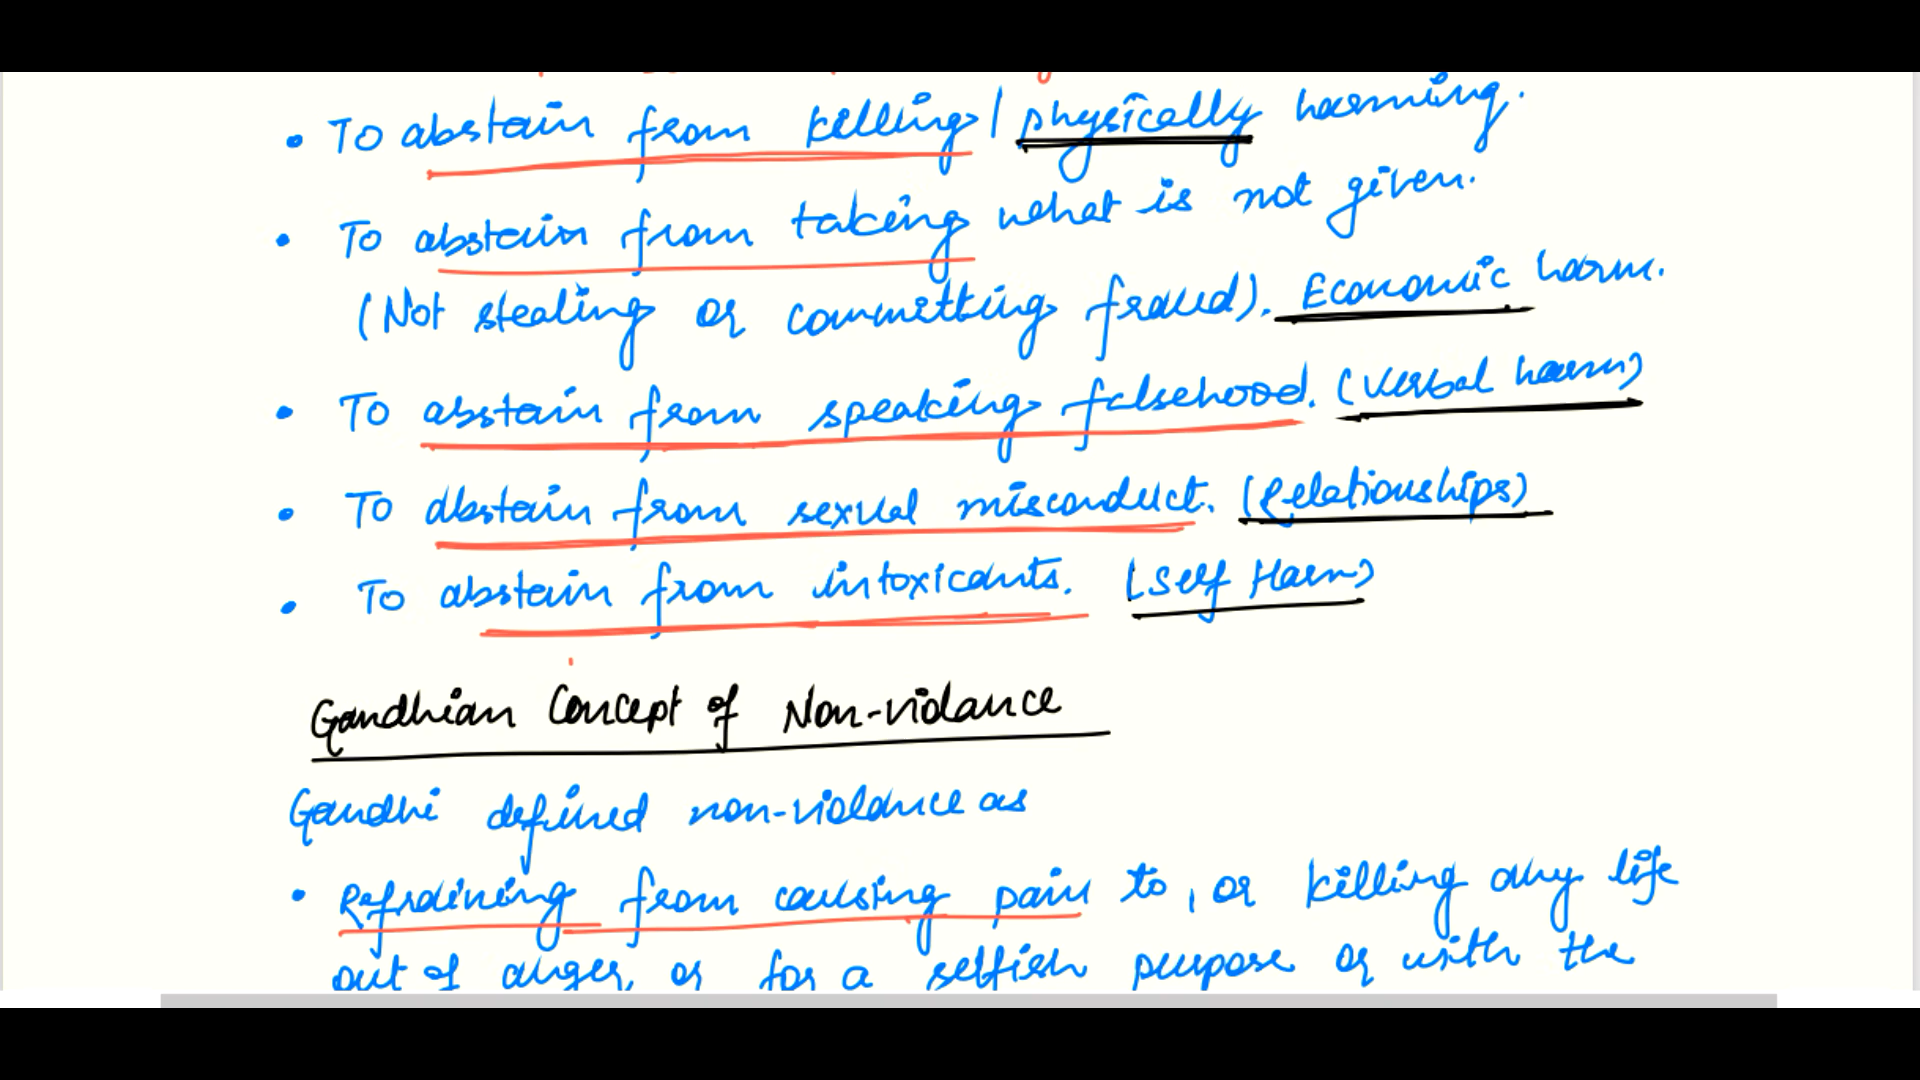 • To abstain from killing / physically harming.
• To abstain from taking what is not given.
(Not stealing or committing fraud). Economic harm.
• To abstain from speaking falsehood. (Verbal harm)
• To abstain from sexual misconduct. (Relationships)
• To abstain from intoxicants. (Self Harm)
Gandhian Concept of Non-violance
Gandhi defined non-violance as
• Refraining from causing pain to, or killing any life
out of anger, or for a selfish purpose or with the